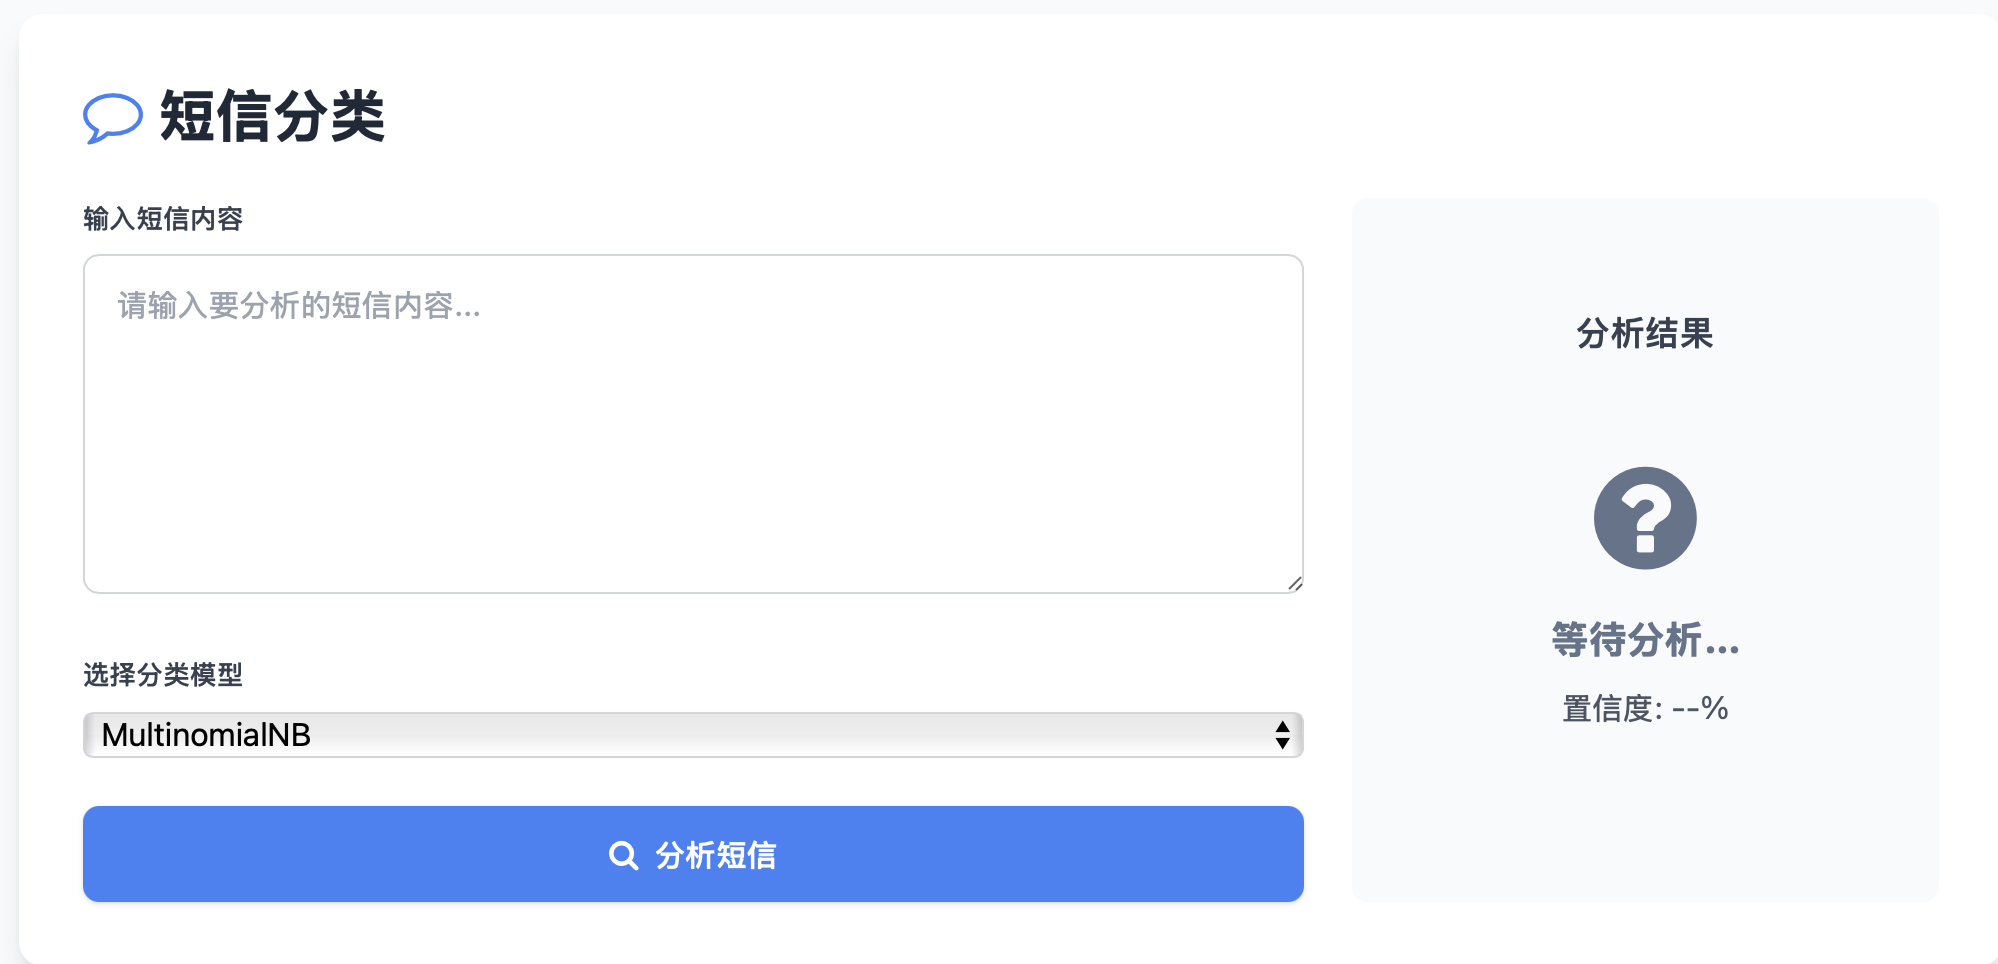 短信分类
输入短信内容
请输入要分析的短信内容...
选择分类模型
MultinomialNB
分析短信
分析结果
等待分析...
置信度: --%